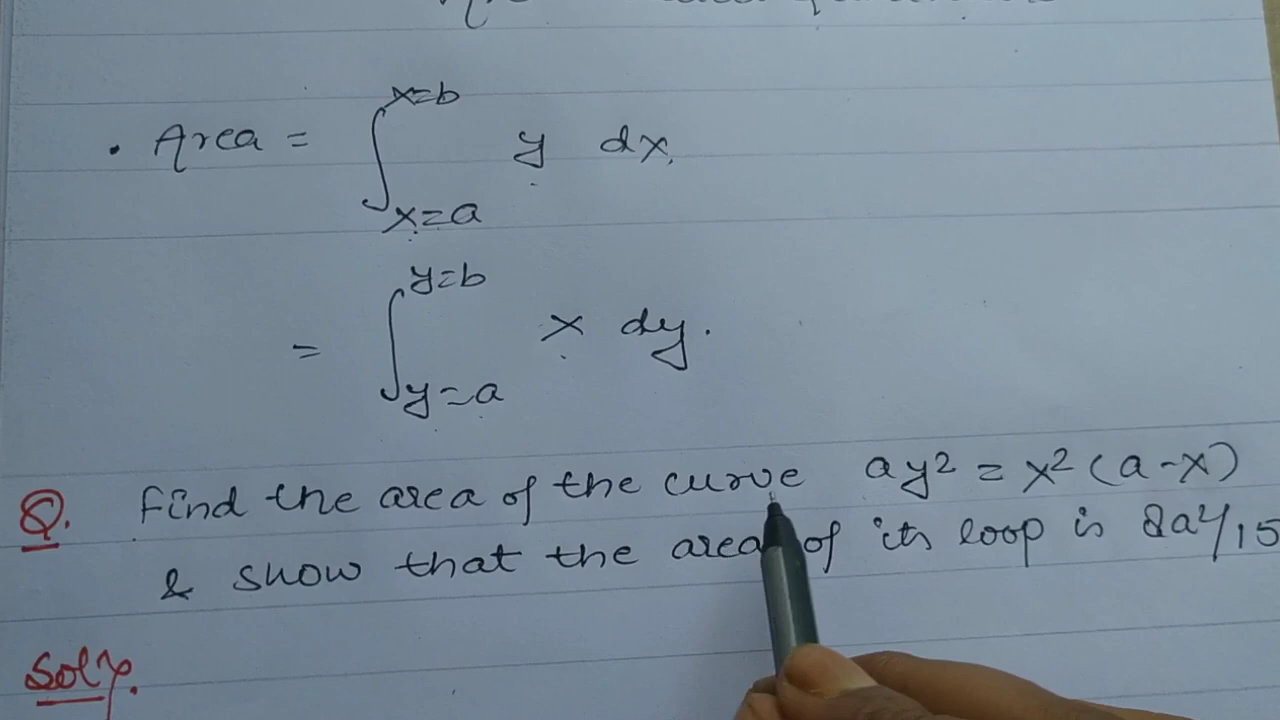 . Area = ∫ x=a x=b y dx,
= ∫ y=a y=b x dy.
Q. Find the area of the curve ay² = x² (a-x)
& show that the area of its loop is 8a²/15
Solⁿ.